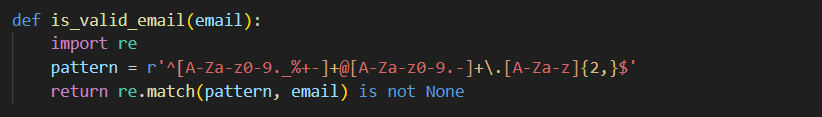 def is_valid_email(email):
    import re
    pattern = r'^[A-Za-z0-9._%+-]+@[A-Za-z0-9.-]+\.[A-Za-z]{2,}$'
    return re.match(pattern, email) is not None